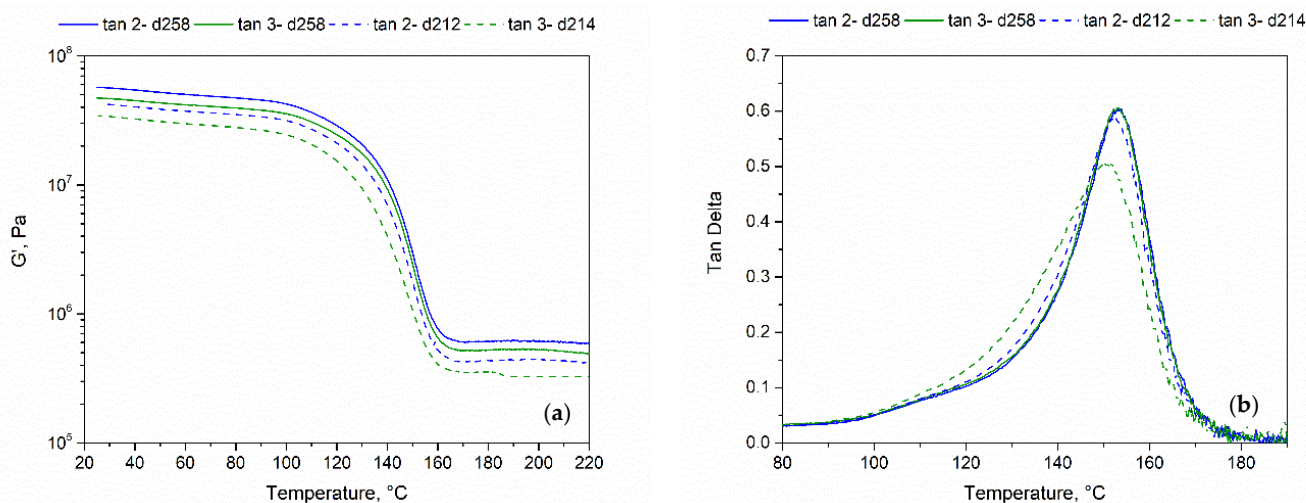 tan 2- d258 tan 3- d258 tan 2- d212 tan 3- d214
10⁸
10⁷
10⁶
10⁵
G', Pa
20 40 60 80 100 120 140 160 180 200 220
Temperature, °C
(a)
tan 2- d258 tan 3- d258 tan 2- d212 tan 3- d214
0.7
0.6
0.5
0.4
0.3
0.2
0.1
0.0
Tan Delta
80 100 120 140 160 180
Temperature, °C
(b)